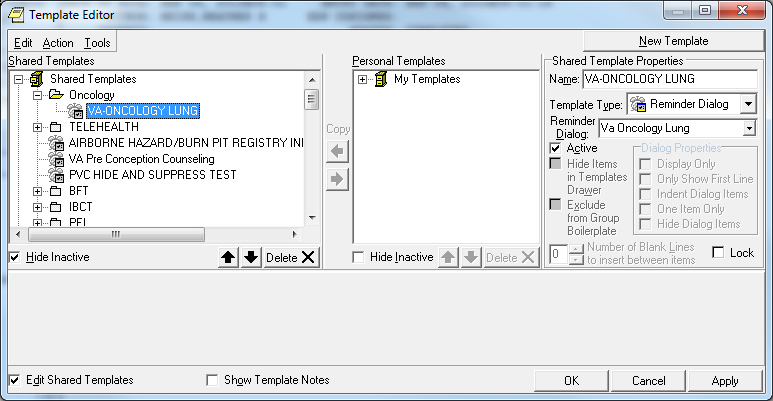 Template Editor
Edit Action Tools
New Template
Shared Templates
Shared Templates
Oncology
VA-ONCOLOGY LUNG
TELEHEALTH
AIRBORNE HAZARD/BURN PIT REGISTRY INI
VA Pre Conception Counseling
PVC HIDE AND SUPPRESS TEST
BFT
IBCT
Hide Inactive
Delete
Copy
Personal Templates
My Templates
Hide Inactive
Delete
Shared Template Properties
Name: VA-ONCOLOGY LUNG
Template Type: Reminder Dialog
Reminder
Dialog: Va Oncology Lung
Active
Hide Items
in Templates
Drawer
Exclude
from Group
Boilerplate
Dialog Properties
Display Only
Only Show First Line
Indent Dialog Items
One Item Only
Hide Dialog Items
0 Number of Blank Lines
to insert between items
Lock
Edit Shared Templates
Show Template Notes
OK Cancel Apply